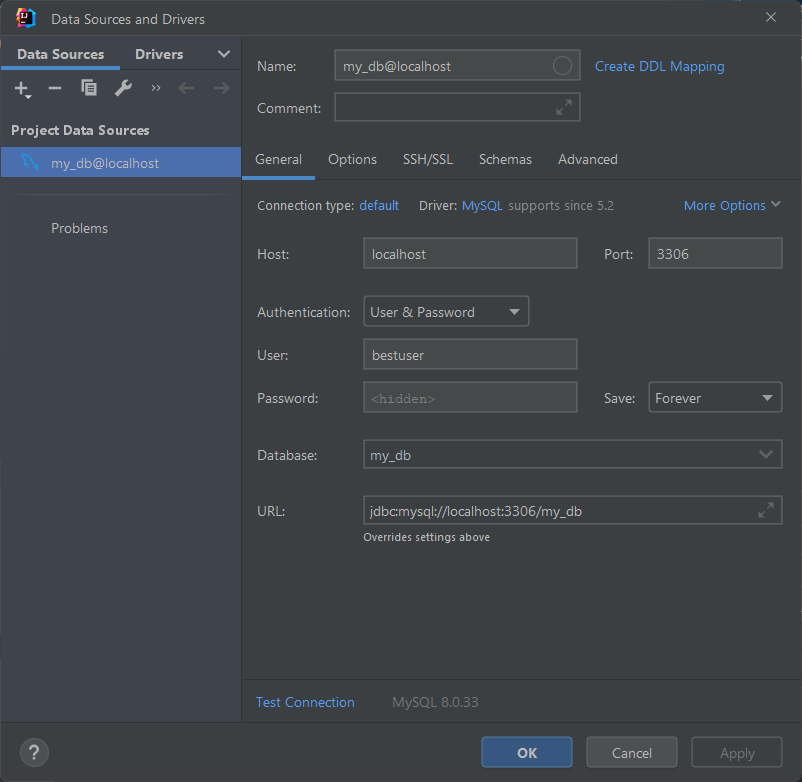 Data Sources and Drivers
Data Sources Drivers
Project Data Sources
my_db@localhost
Problems
Name: my_db@localhost Create DDL Mapping
Comment:
General Options SSH/SSL Schemas Advanced
Connection type: default Driver: MySQL supports since 5.2 More Options
Host: localhost Port: 3306
Authentication: User & Password
User: bestuser
Password: <hidden> Save: Forever
Database: my_db
URL: jdbc:mysql://localhost:3306/my_db
Overrides settings above
Test Connection MySQL 8.0.33
? OK Cancel Apply